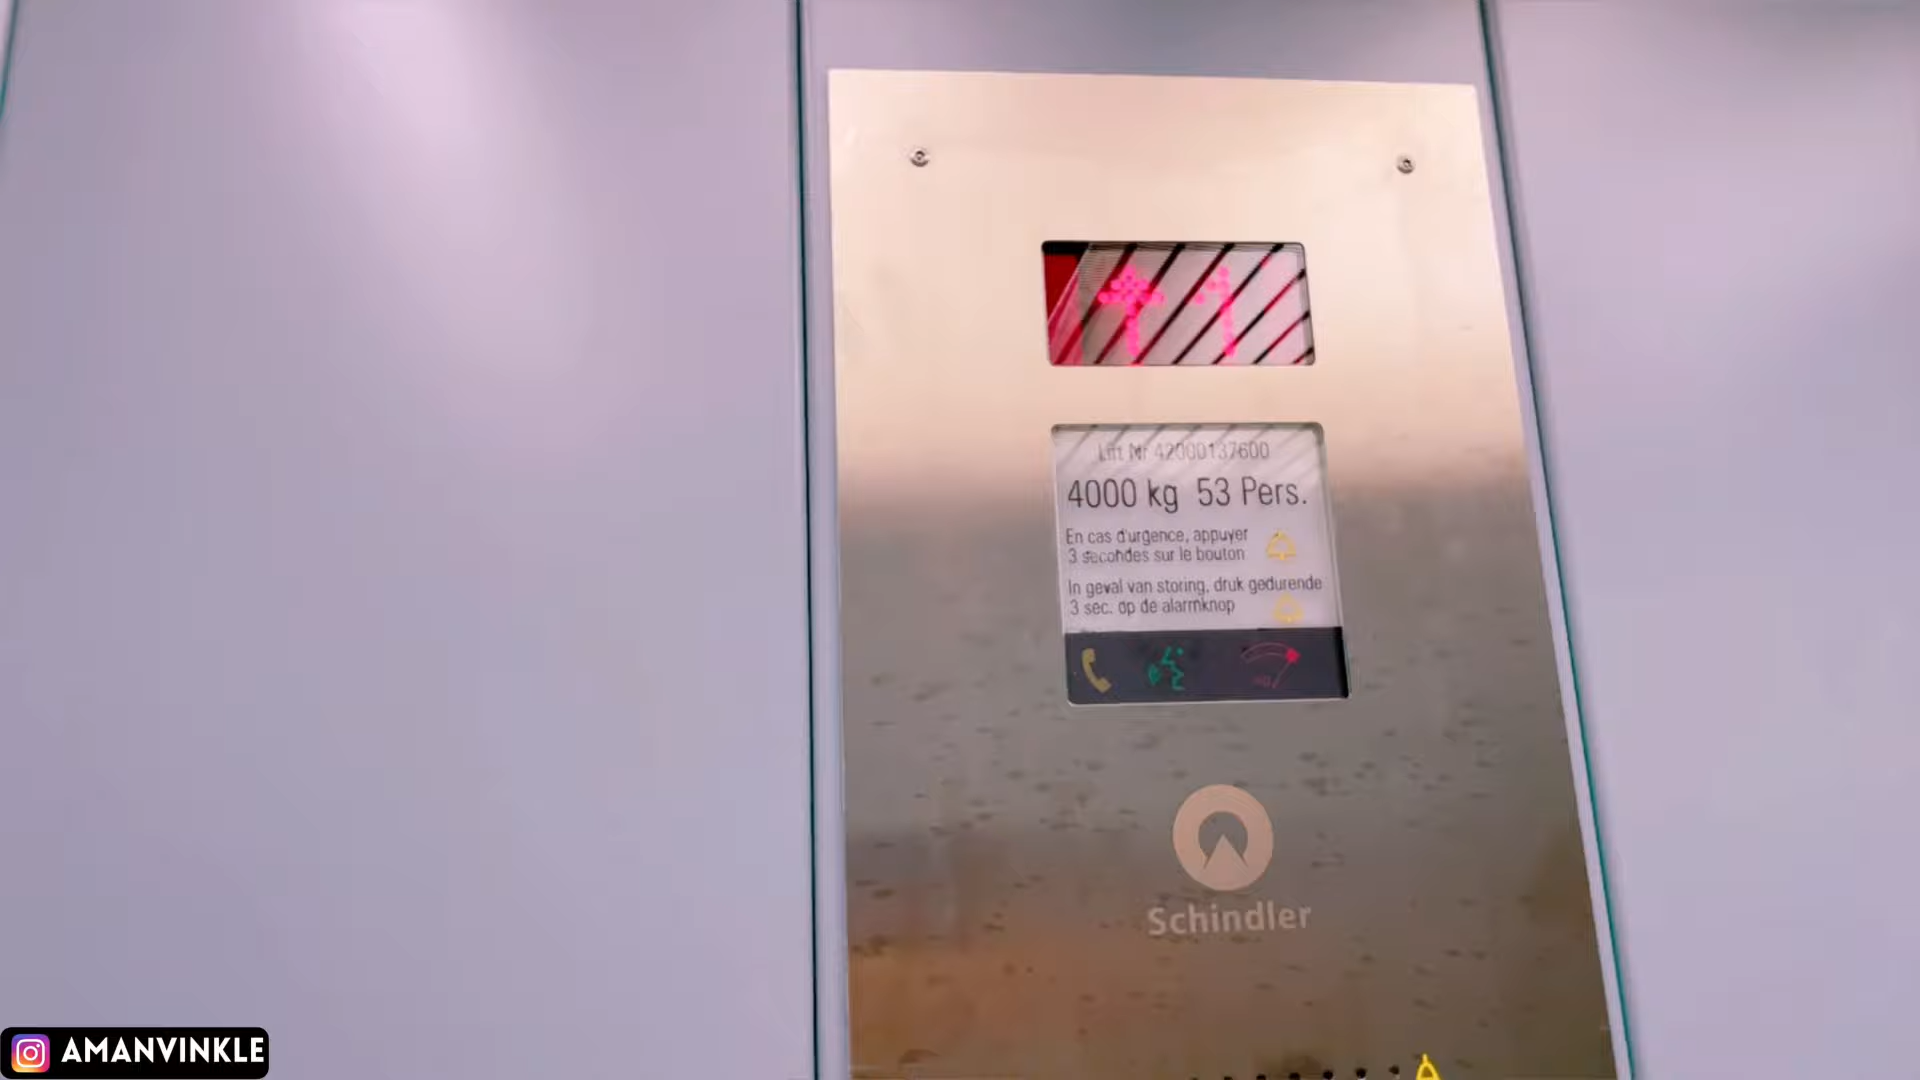 1
Lift Nr 42000137600
4000 kg 53 Pers.
En cas d'urgence, appuyer
3 secondes sur le bouton
In geval van storing, druk gedurende
3 sec. op de alarmknop
Schindler
AMANVINKLE